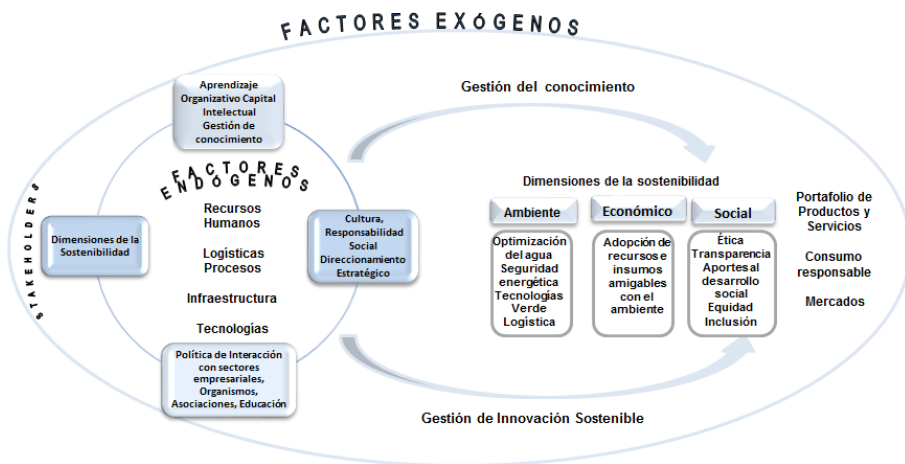 FACTORES EXÓGENOS
STAKEHOLDERS
Aprendizaje
Organizativo Capital
Intelectual
Gestión de
conocimiento
FACTORES
ENDÓGENOS
Recursos
Humanos
Logísticas
Procesos
Infraestructura
Tecnologías
Dimensiones de la
Sostenibilidad
Cultura,
Responsabilidad
Social
Direccionamiento
Estratégico
Política de Interacción
con sectores
empresariales,
Organismos,
Asociaciones, Educación
Gestión del conocimiento
Dimensiones de la sostenibilidad
Ambiente
Optimización
del agua
Seguridad
energética
Tecnologías
Verde
Logística
Económico
Adopción de
recursos e
insumos
amigables
con el
ambiente
Social
Ética
Transparencia
Aportes al
desarrollo
social
Equidad
Inclusión
Portafolio de
Productos y
Servicios
Consumo
responsable
Mercados
Gestión de Innovación Sostenible